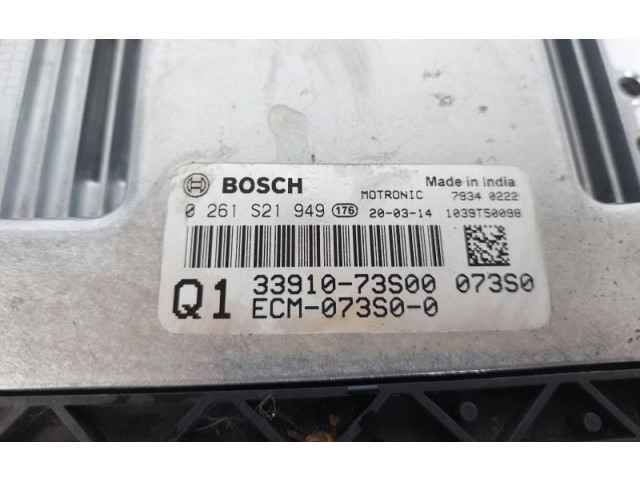 BOSCH MOTRONIC Made in India
7934 0222
0 261 S21 949 176 20-03-14 1039T50098
Q1 33910-73S00 073S0
ECM-073S0-0